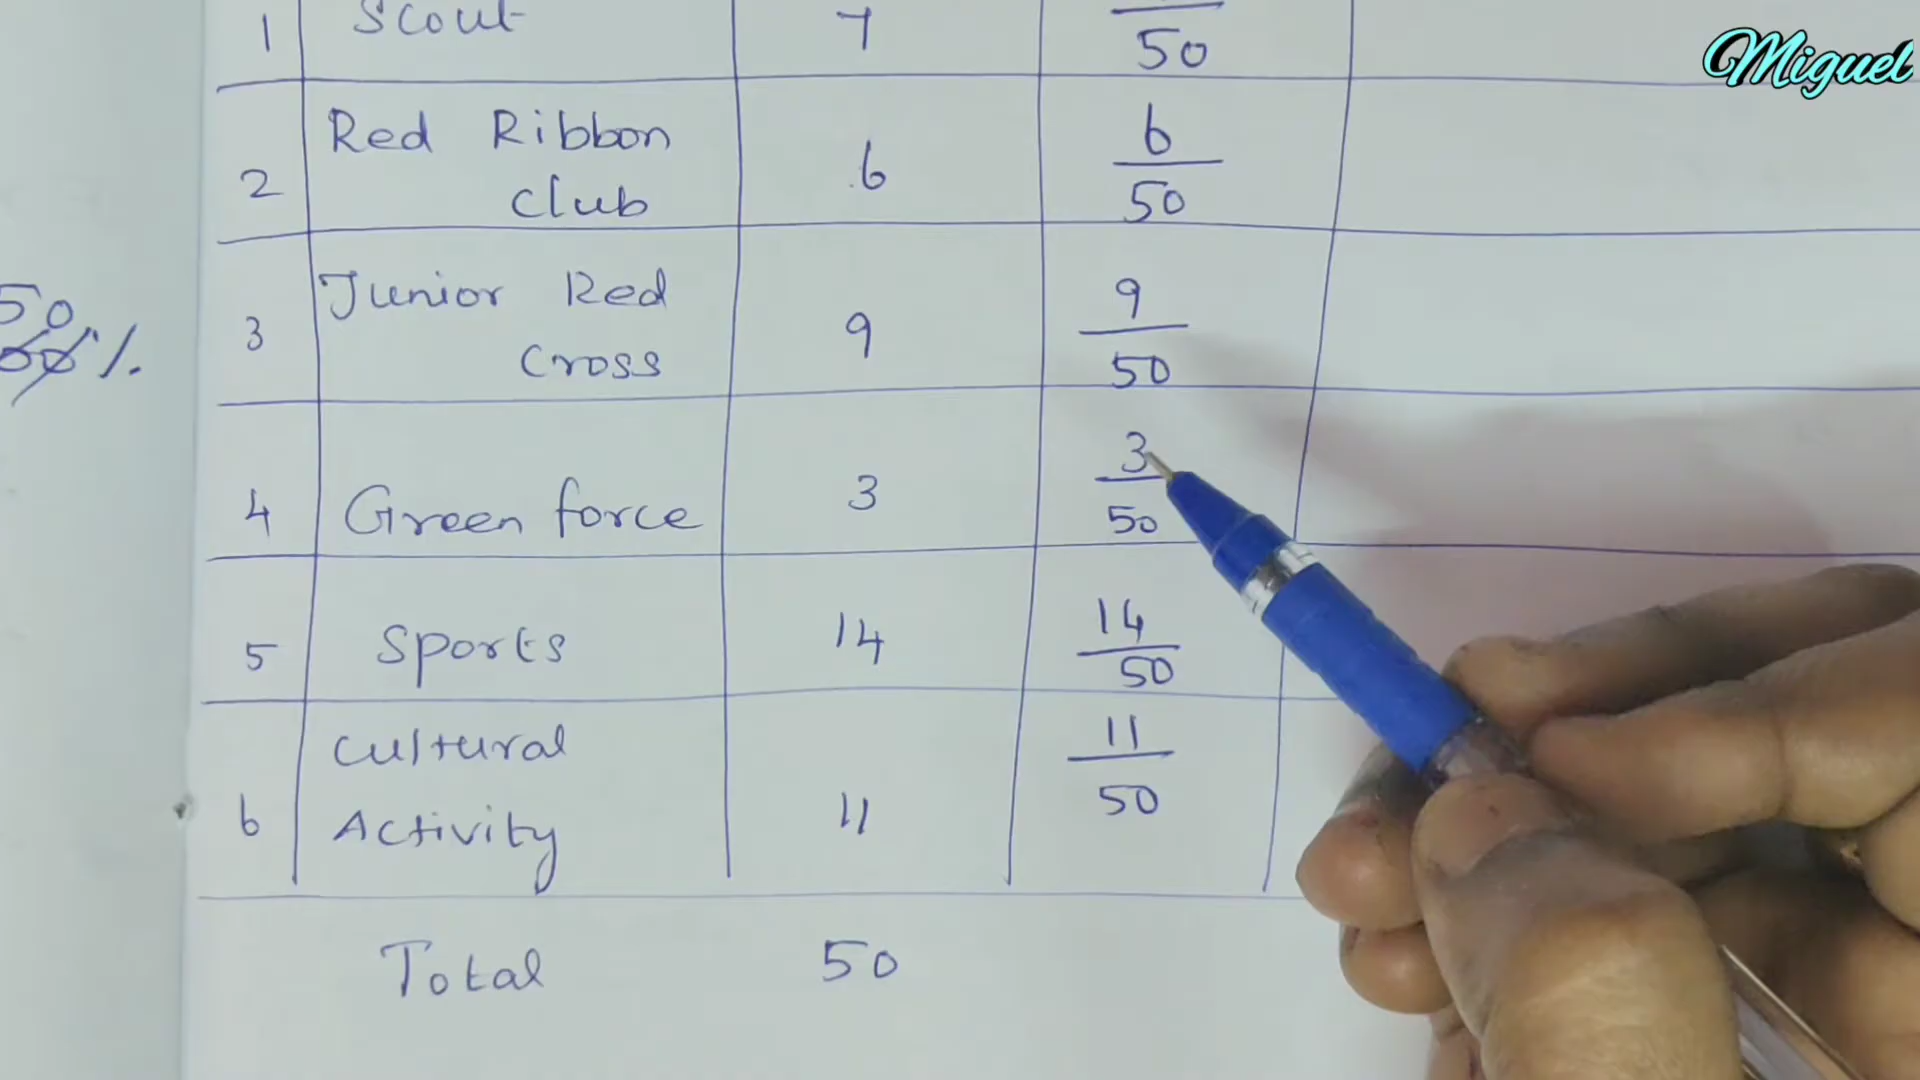 Miguel
1 Scout 7 50
2 Red Ribbon 6 6/50
Club
3 Junior Red 9 9/50
Cross
50
%
4 Green force 3 3/50
5 Sports 14 14/50
6 Cultural 11 11/50
Activity
Total 50